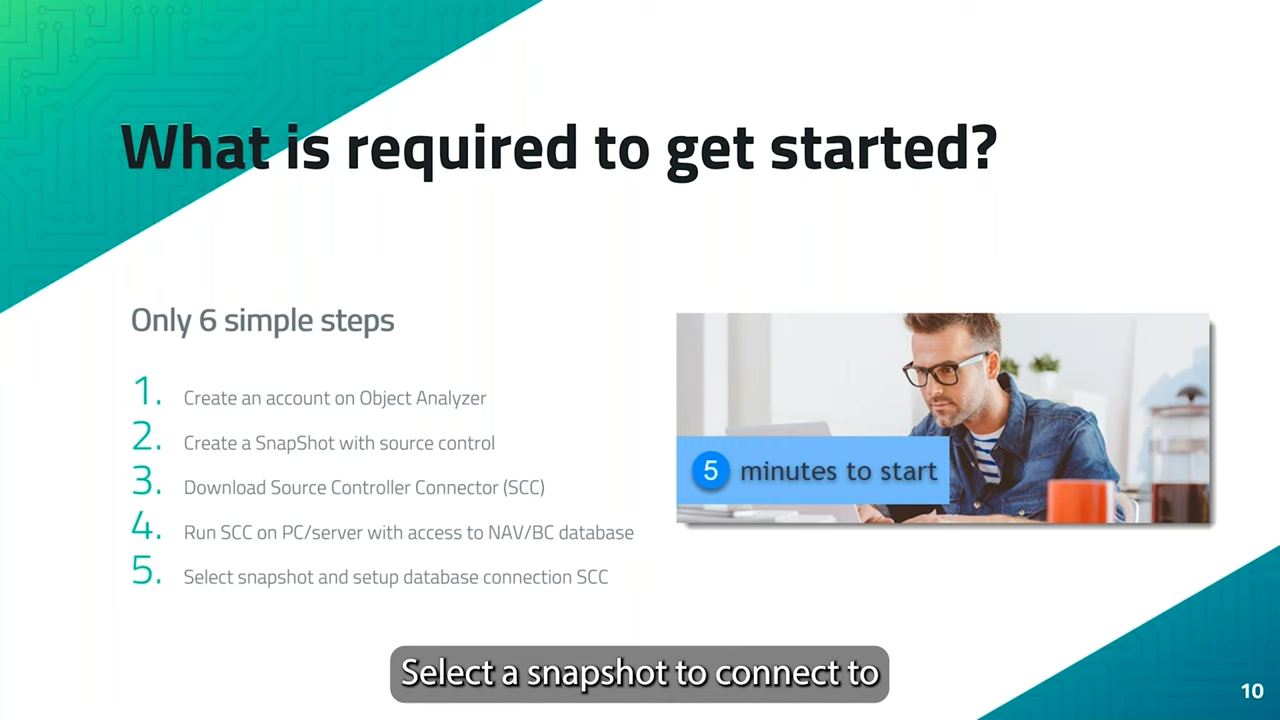 What is required to get started?
Only 6 simple steps
1. Create an account on Object Analyzer
2. Create a SnapShot with source control
3. Download Source Controller Connector (SCC)
4. Run SCC on PC/server with access to NAV/BC database
5. Select snapshot and setup database connection SCC
5 minutes to start
Select a snapshot to connect to
10